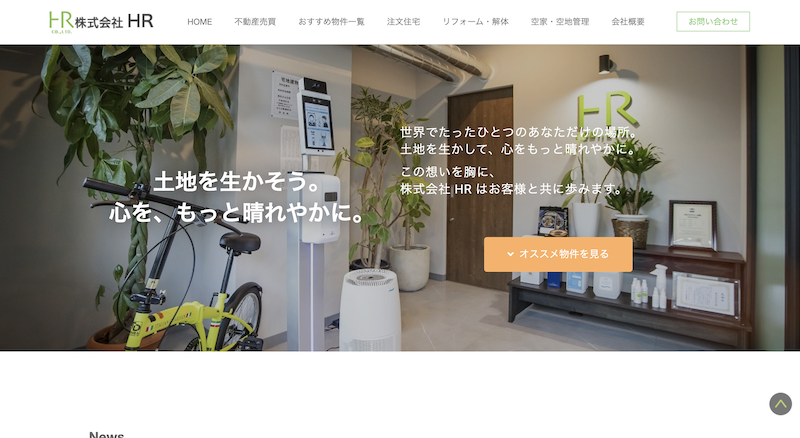 HR 株式会社 HR
CO.,LTD.
HOME
不動産売買
おすすめ物件一覧
注文住宅
リフォーム・解体
空家・空地管理
会社概要
お問い合わせ
HR
世界でたったひとつのあなただけの場所。
土地を生かして、心をもっと晴れやかに。
この想いを胸に、
株式会社 HR はお客様と共に歩みます。
土地を生かそう。
心を、もっと晴れやかに。
オススメ物件を見る
News